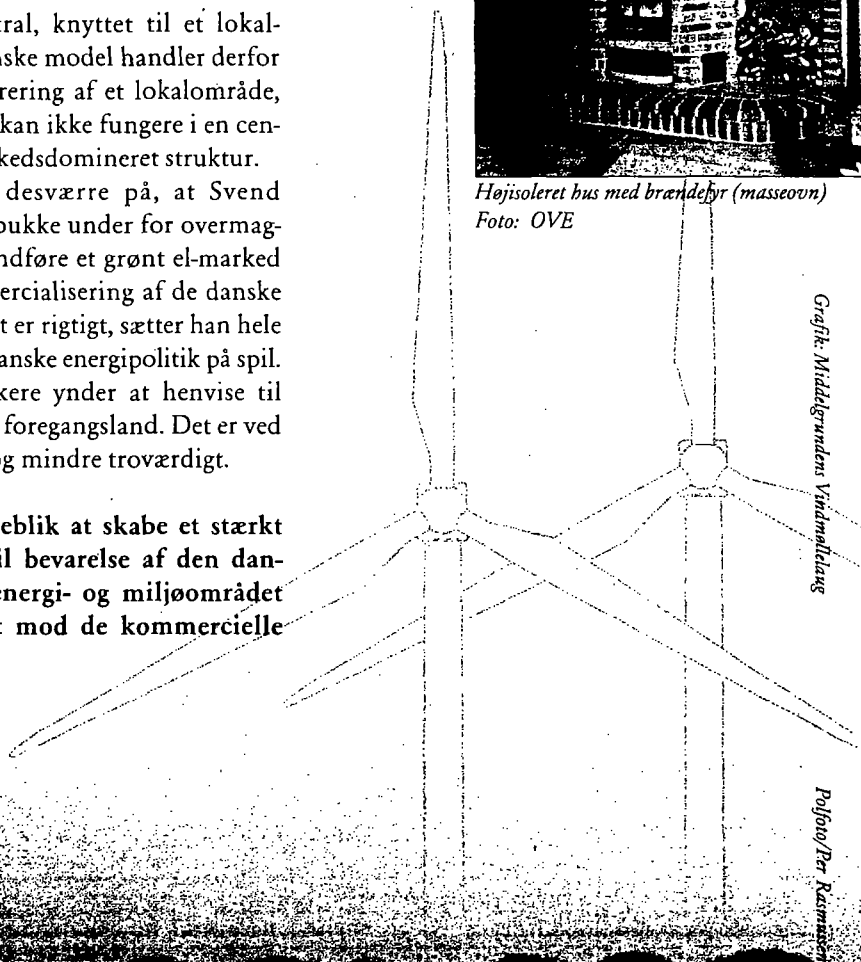 tral, knyttet til et lokal-
nske model handler derfor
rering af et lokalområde,
kan ikke fungere i en cen-
kedsdomineret struktur.
desværre på, at Svend
bukke under for overmag-
ndføre et grønt el-marked
ercialisering af de danske
t er rigtigt, sætter han hele
anske energipolitik på spil.
kere ynder at henvise til
foregangsland. Det er ved
og mindre troværdigt.
eblik at skabe et stærkt
il bevarelse af den dan-
energi- og miljøområdet
t mod de kommercielle
Højisoleret hus med brændefyr (masseovn)
Foto: OVE
Grafik: Middelgrundens Vindmøllelaug
Polfoto/Per Rasmussen